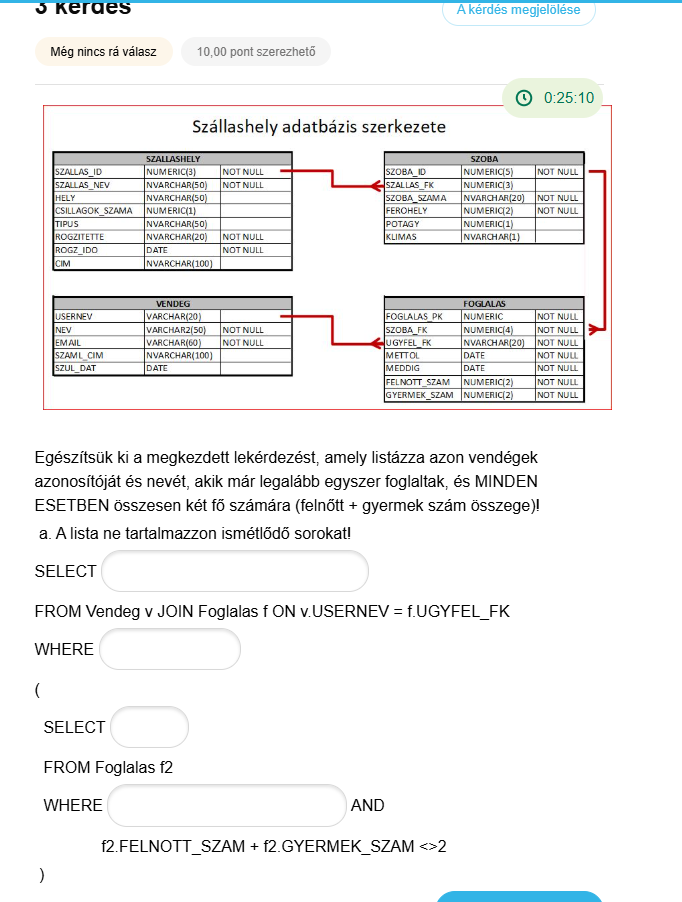 3 kérdés
A kérdés megjelölése
Még nincs rá válasz
10,00 pont szerezhető
0:25:10
Szállashely adatbázis szerkezete
SZALLASHELY
SZALLAS_ID NUMERIC(3) NOT NULL
SZALLAS_NEV NVARCHAR(50) NOT NULL
HELY NVARCHAR(50)
CSILLAGOK_SZAMA NUMERIC(1)
TIPUS NVARCHAR(50)
ROGZITETTE NVARCHAR(20) NOT NULL
ROGZ_IDO DATE NOT NULL
CIM NVARCHAR(100)
SZOBA
SZOBA_ID NUMERIC(5) NOT NULL
SZALLAS_FK NUMERIC(3)
SZOBA_SZAMA NVARCHAR(20) NOT NULL
FEROHELY NUMERIC(2) NOT NULL
POTAGY NUMERIC(1)
KLIMAS NVARCHAR(1)
VENDEG
USERNEV VARCHAR(20)
NEV VARCHAR2(50) NOT NULL
EMAIL VARCHAR(60) NOT NULL
SZAML_CIM NVARCHAR(100)
SZUL_DAT DATE
FOGLALAS
FOGLALAS_PK NUMERIC NOT NULL
SZOBA_FK NUMERIC(4) NOT NULL
UGYFEL_FK NVARCHAR(20) NOT NULL
METTOL DATE NOT NULL
MEDDIG DATE NOT NULL
FELNOTT_SZAM NUMERIC(2) NOT NULL
GYERMEK_SZAM NUMERIC(2) NOT NULL
Egészítsük ki a megkezdett lekérdezést, amely listázza azon vendégek
azonosítóját és nevét, akik már legalább egyszer foglaltak, és MINDEN
ESETBEN összesen két fő számára (felnőtt + gyermek szám összege)!
a. A lista ne tartalmazzon ismétlődő sorokat!
SELECT
FROM Vendeg v JOIN Foglalas f ON v.USERNEV = f.UGYFEL_FK
WHERE
(
SELECT
FROM Foglalas f2
WHERE AND
f2.FELNOTT_SZAM + f2.GYERMEK_SZAM <>2
)